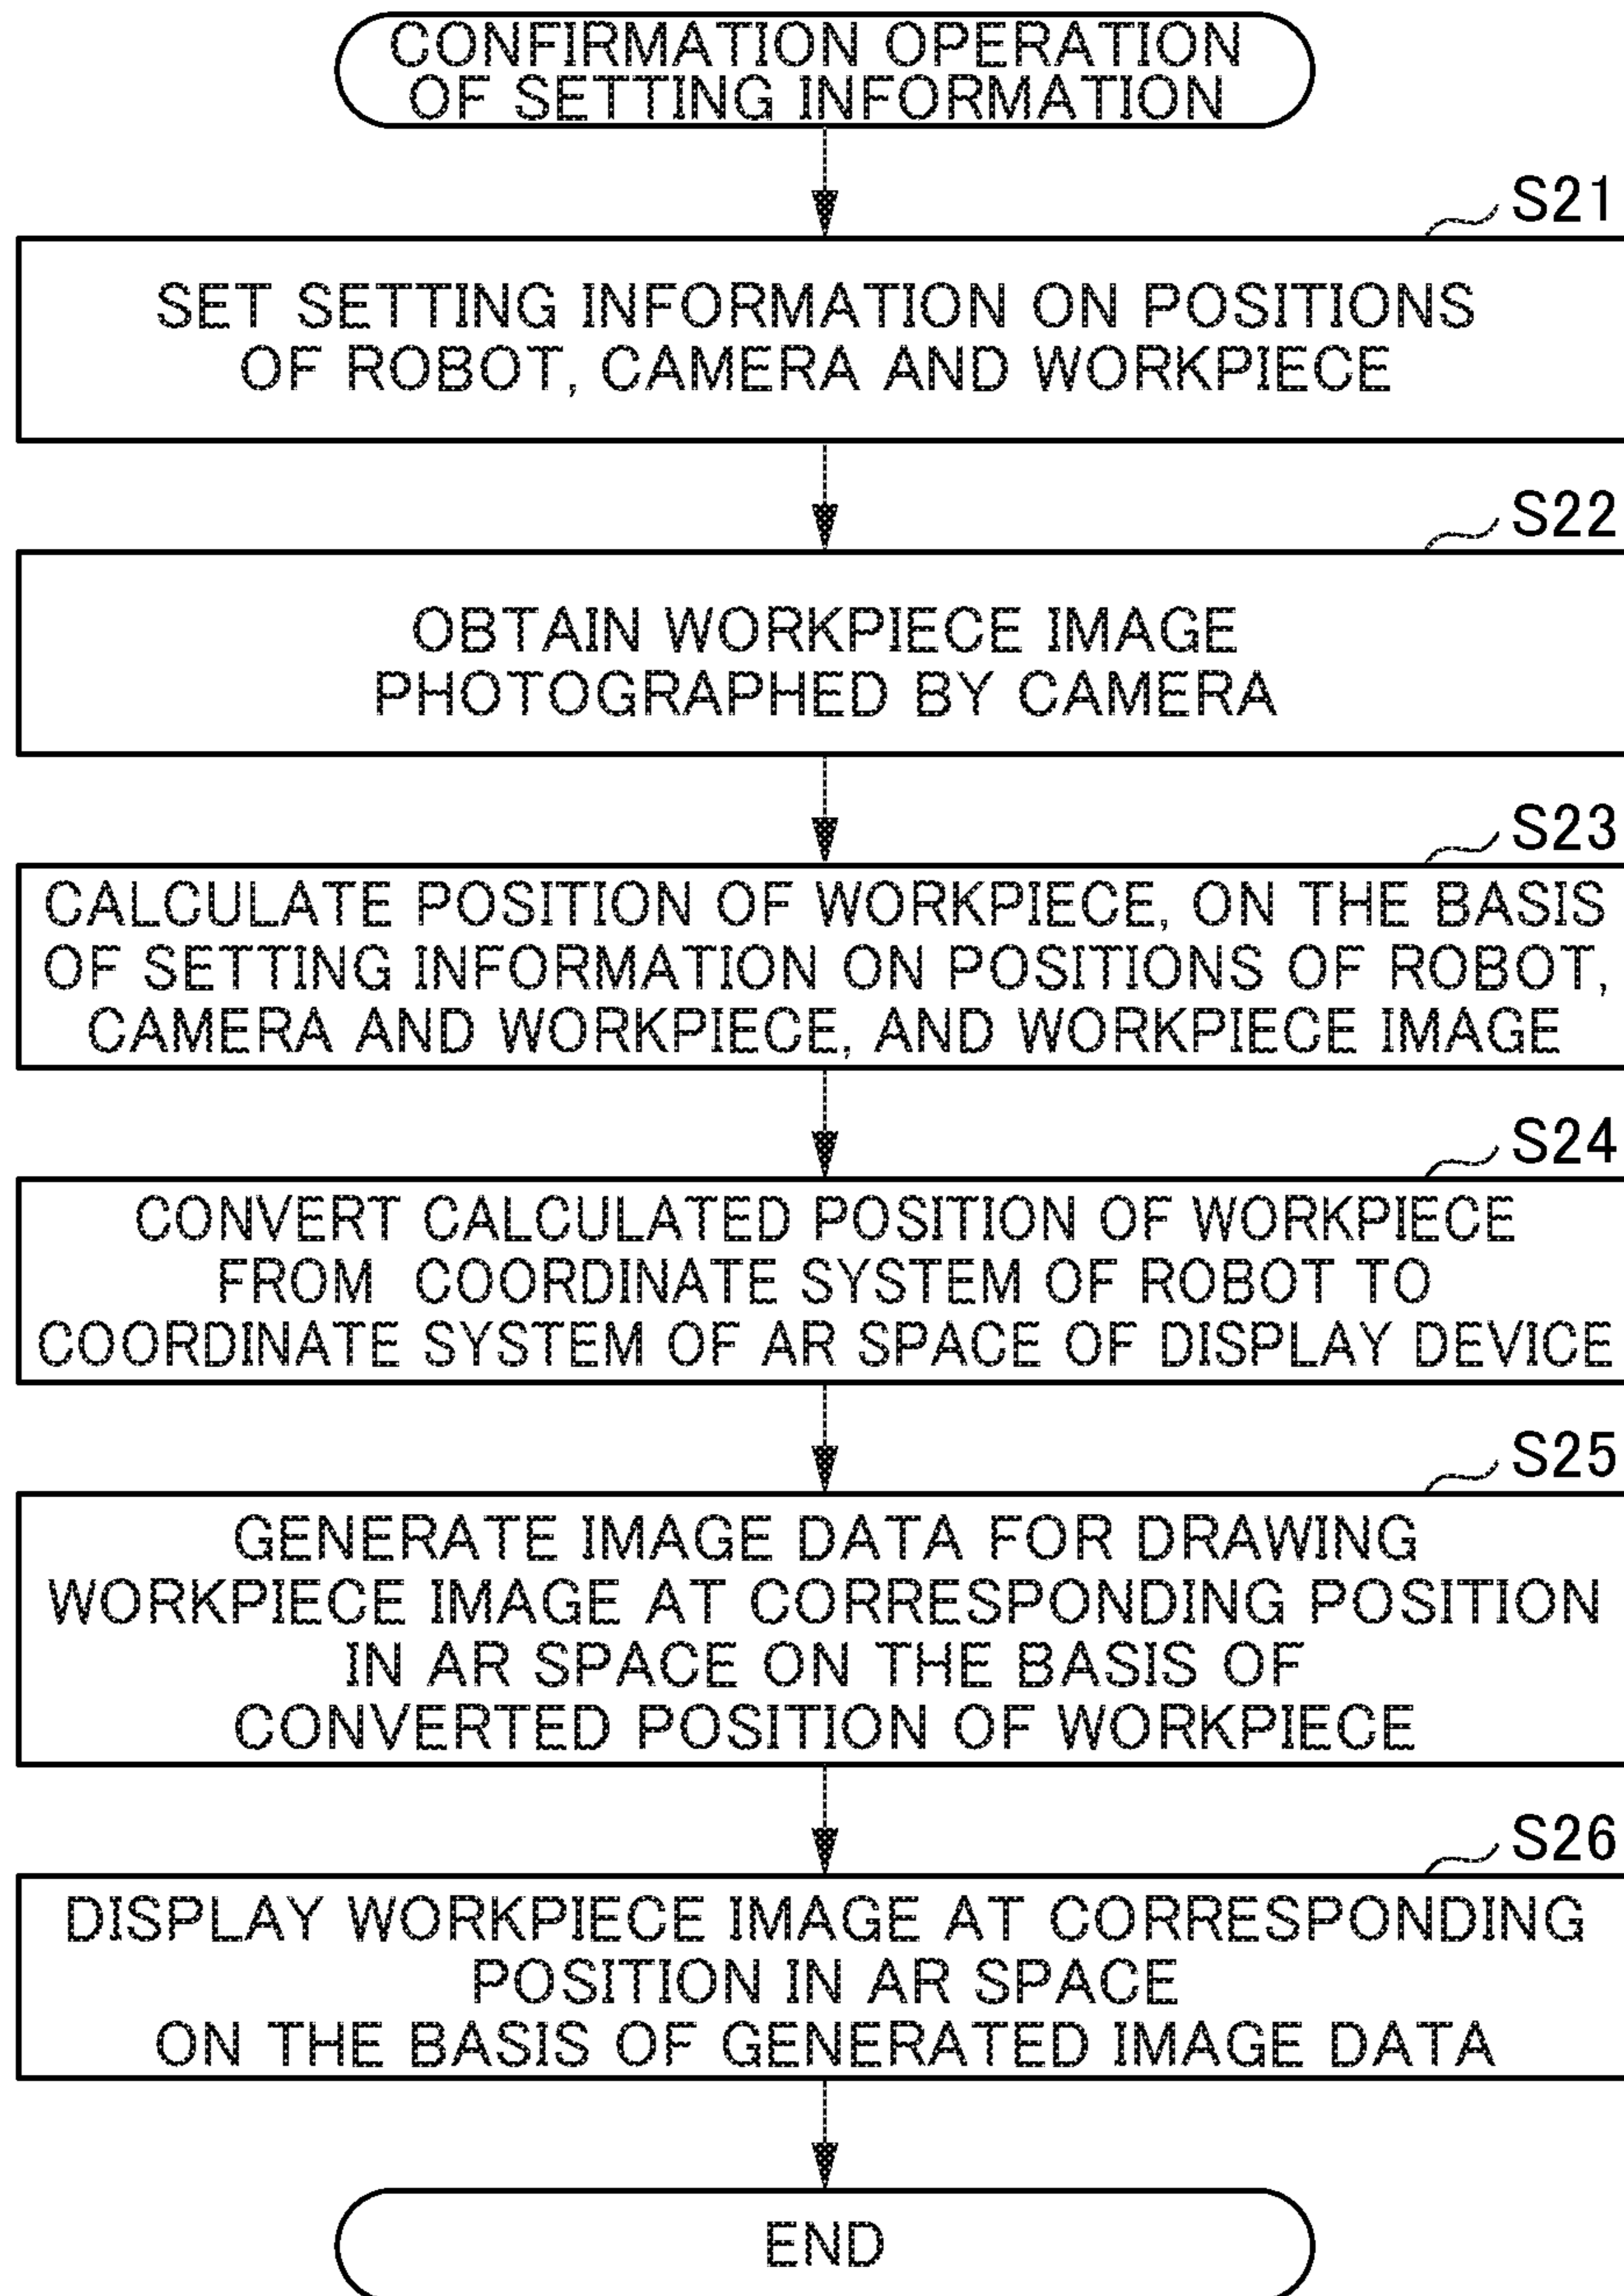 CONFIRMATION OPERATION
OF SETTING INFORMATION
S21
SET SETTING INFORMATION ON POSITIONS
OF ROBOT, CAMERA AND WORKPIECE
S22
OBTAIN WORKPIECE IMAGE
PHOTOGRAPHED BY CAMERA
S23
CALCULATE POSITION OF WORKPIECE, ON THE BASIS
OF SETTING INFORMATION ON POSITIONS OF ROBOT,
CAMERA AND WORKPIECE, AND WORKPIECE IMAGE
S24
CONVERT CALCULATED POSITION OF WORKPIECE
FROM COORDINATE SYSTEM OF ROBOT TO
COORDINATE SYSTEM OF AR SPACE OF DISPLAY DEVICE
S25
GENERATE IMAGE DATA FOR DRAWING
WORKPIECE IMAGE AT CORRESPONDING POSITION
IN AR SPACE ON THE BASIS OF
CONVERTED POSITION OF WORKPIECE
S26
DISPLAY WORKPIECE IMAGE AT CORRESPONDING
POSITION IN AR SPACE
ON THE BASIS OF GENERATED IMAGE DATA
END